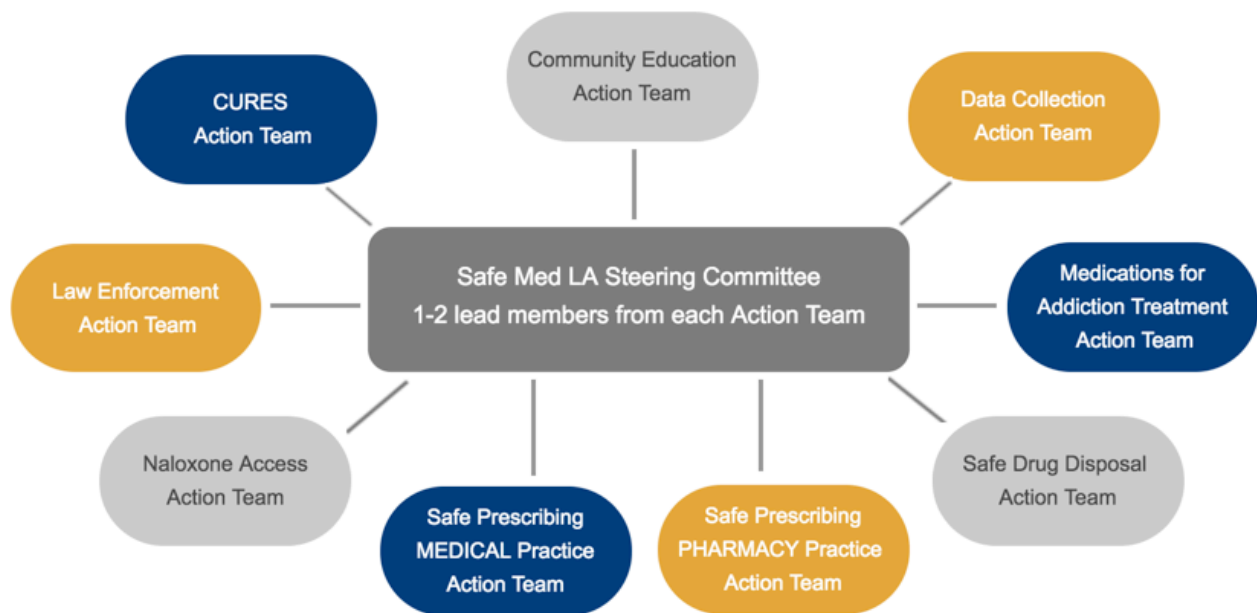 Community Education
Action Team
CURES
Action Team
Data Collection
Action Team
Safe Med LA Steering Committee
1-2 lead members from each Action Team
Law Enforcement
Action Team
Medications for
Addiction Treatment
Action Team
Naloxone Access
Action Team
Safe Drug Disposal
Action Team
Safe Prescribing
MEDICAL Practice
Action Team
Safe Prescribing
PHARMACY Practice
Action Team